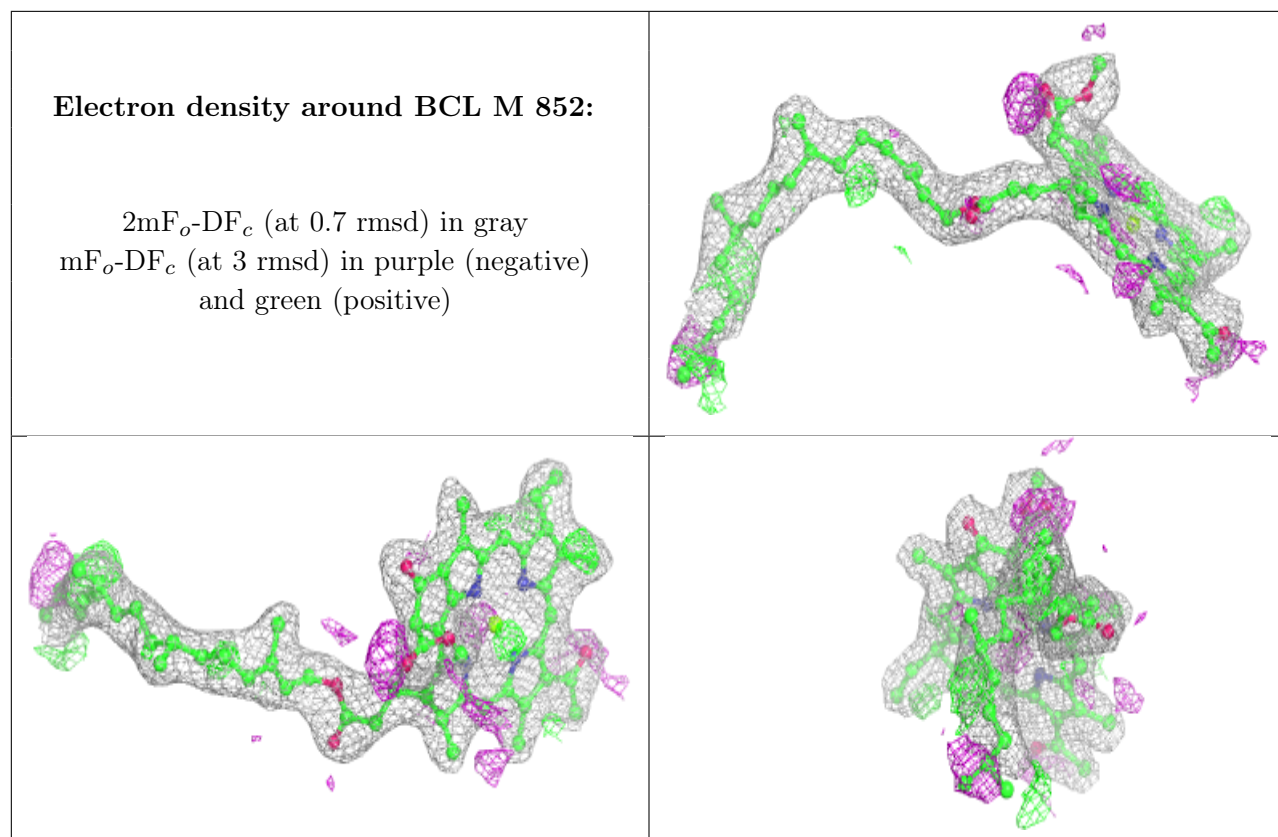 Electron density around BCL M 852:
2mFo-DFc (at 0.7 rmsd) in gray
mFo-DFc (at 3 rmsd) in purple (negative)
and green (positive)